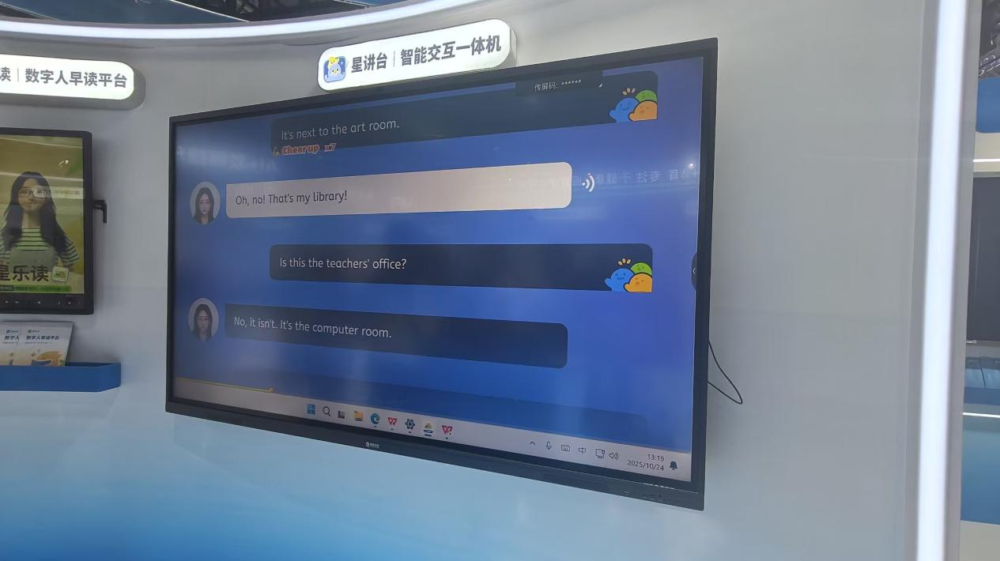 读 | 数字人早读平台
星讲台 | 智能交互一体机
传屏码: ******
It's next to the art room.
Cheer up x7
Oh, no! That's my library!
Is this the teachers' office?
No, it isn't. It's the computer room.
中
13:19
2025/10/24
星乐读
数字人早读平台